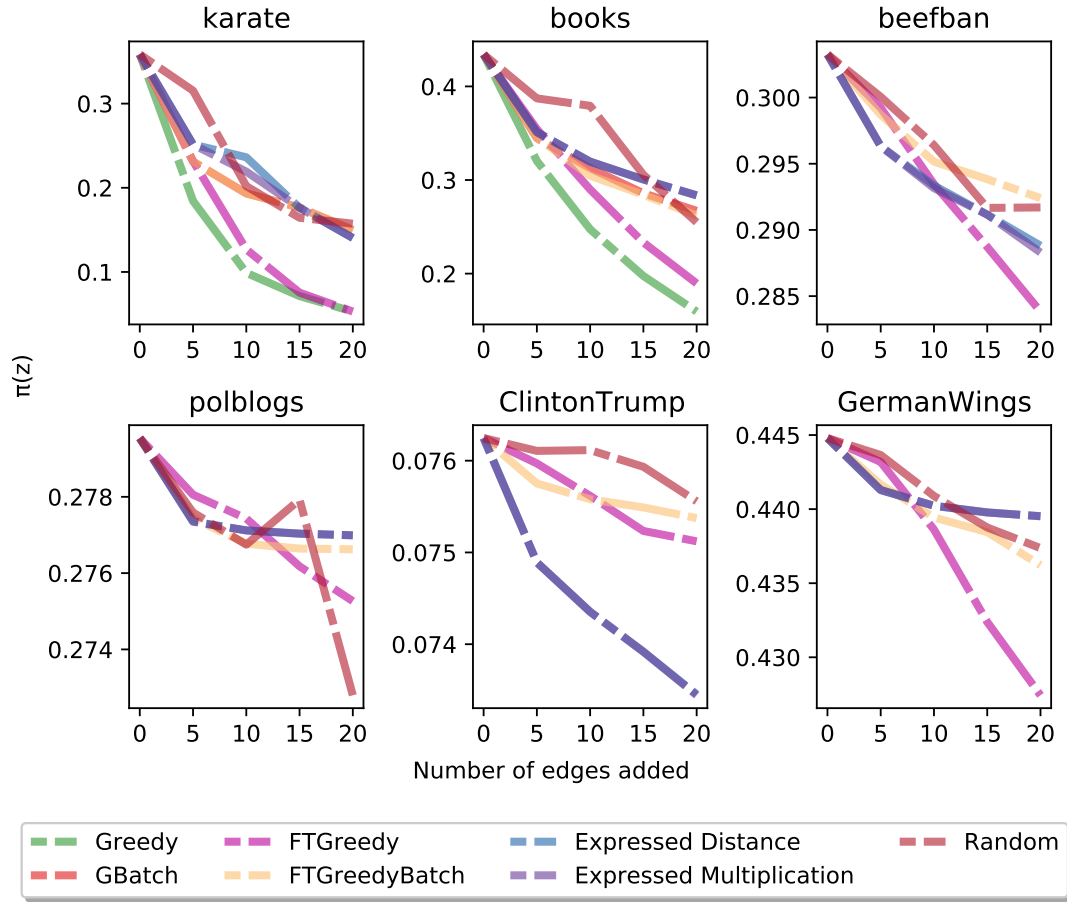 karate books beefban
0.3
0.2
0.1
0.4
0.3
0.2
0.300
0.295
0.290
0.285
0 5 10 15 20 0 5 10 15 20 0 5 10 15 20
π(z)
polblogs ClintonTrump GermanWings
0.278
0.276
0.274
0.076
0.075
0.074
0.445
0.440
0.435
0.430
0 5 10 15 20 0 5 10 15 20 0 5 10 15 20
Number of edges added
Greedy FTGreedy Expressed Distance Random
GBatch FTGreedyBatch Expressed Multiplication